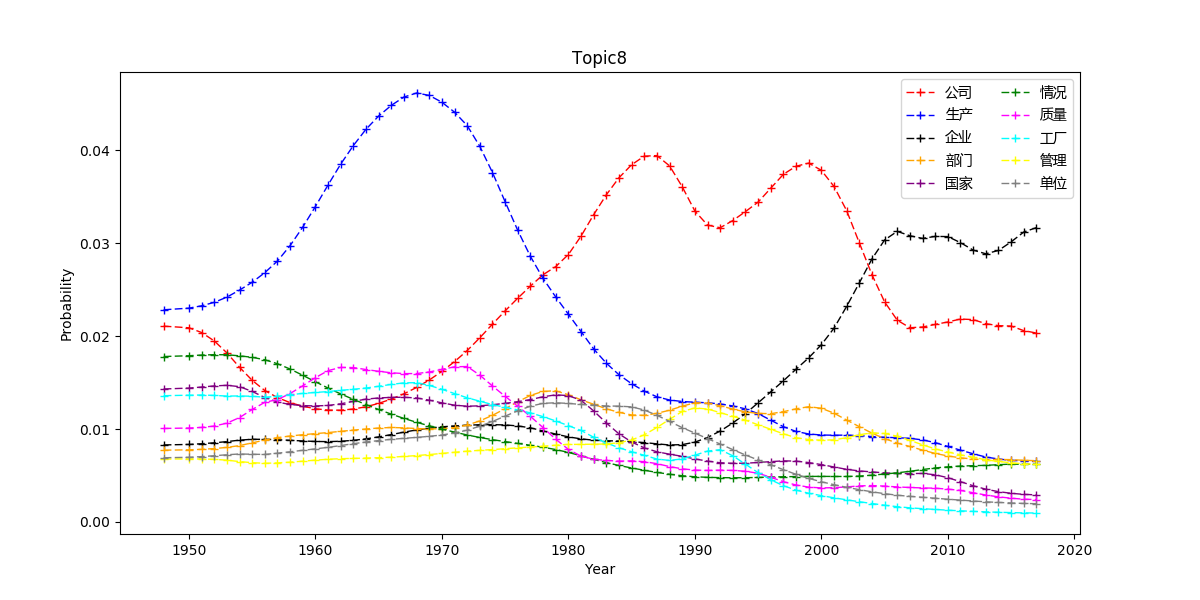 Topic8
公司 情况
生产 质量
企业 工厂
部门 管理
国家 单位
Probability
0.04
0.03
0.02
0.01
0.00
1950 1960 1970 1980 1990 2000 2010 2020
Year